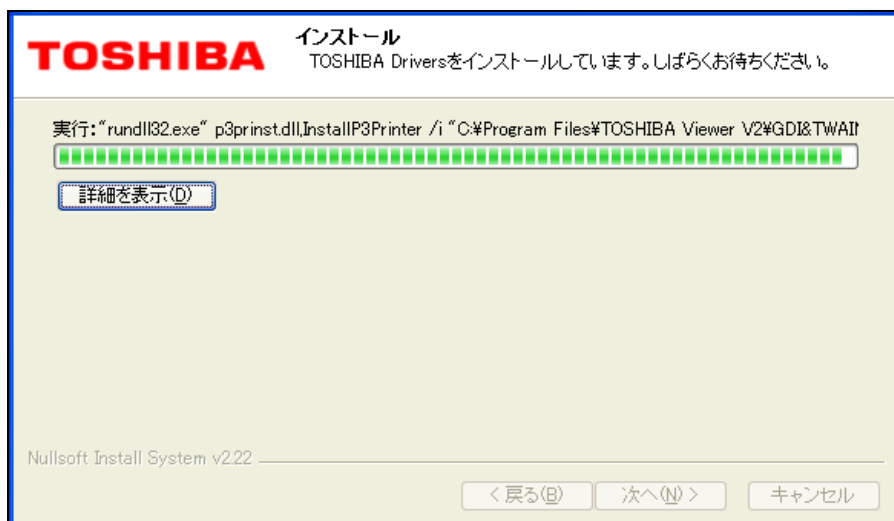 TOSHIBA
インストール
TOSHIBA Driversをインストールしています。しばらくお待ちください。
実行:"rundll32.exe" p3prinst.dll,InstallP3Printer /i "C:¥Program Files¥TOSHIBA Viewer V2¥GDI&TWAI
詳細を表示(D)
Nullsoft Install System v2.22
< 戻る(B)
次へ(N) >
キャンセル